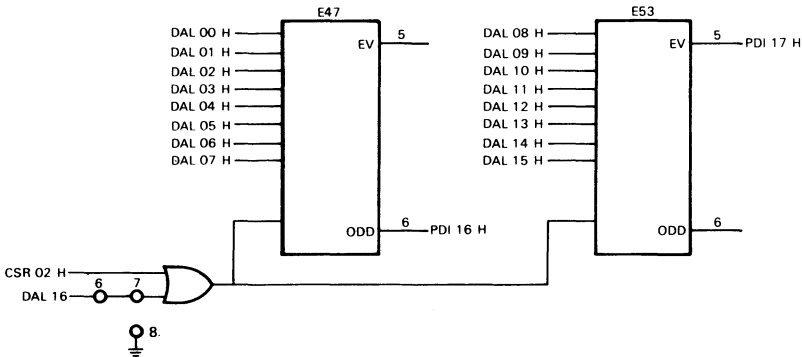 E47
DAL 00 H
DAL 01 H
DAL 02 H
DAL 03 H
DAL 04 H
DAL 05 H
DAL 06 H
DAL 07 H
EV
5
ODD
6
PDI 16 H
E53
DAL 08 H
DAL 09 H
DAL 10 H
DAL 11 H
DAL 12 H
DAL 13 H
DAL 14 H
DAL 15 H
EV
5
PDI 17 H
ODD
6
CSR 02 H
DAL 16
6
7
8.